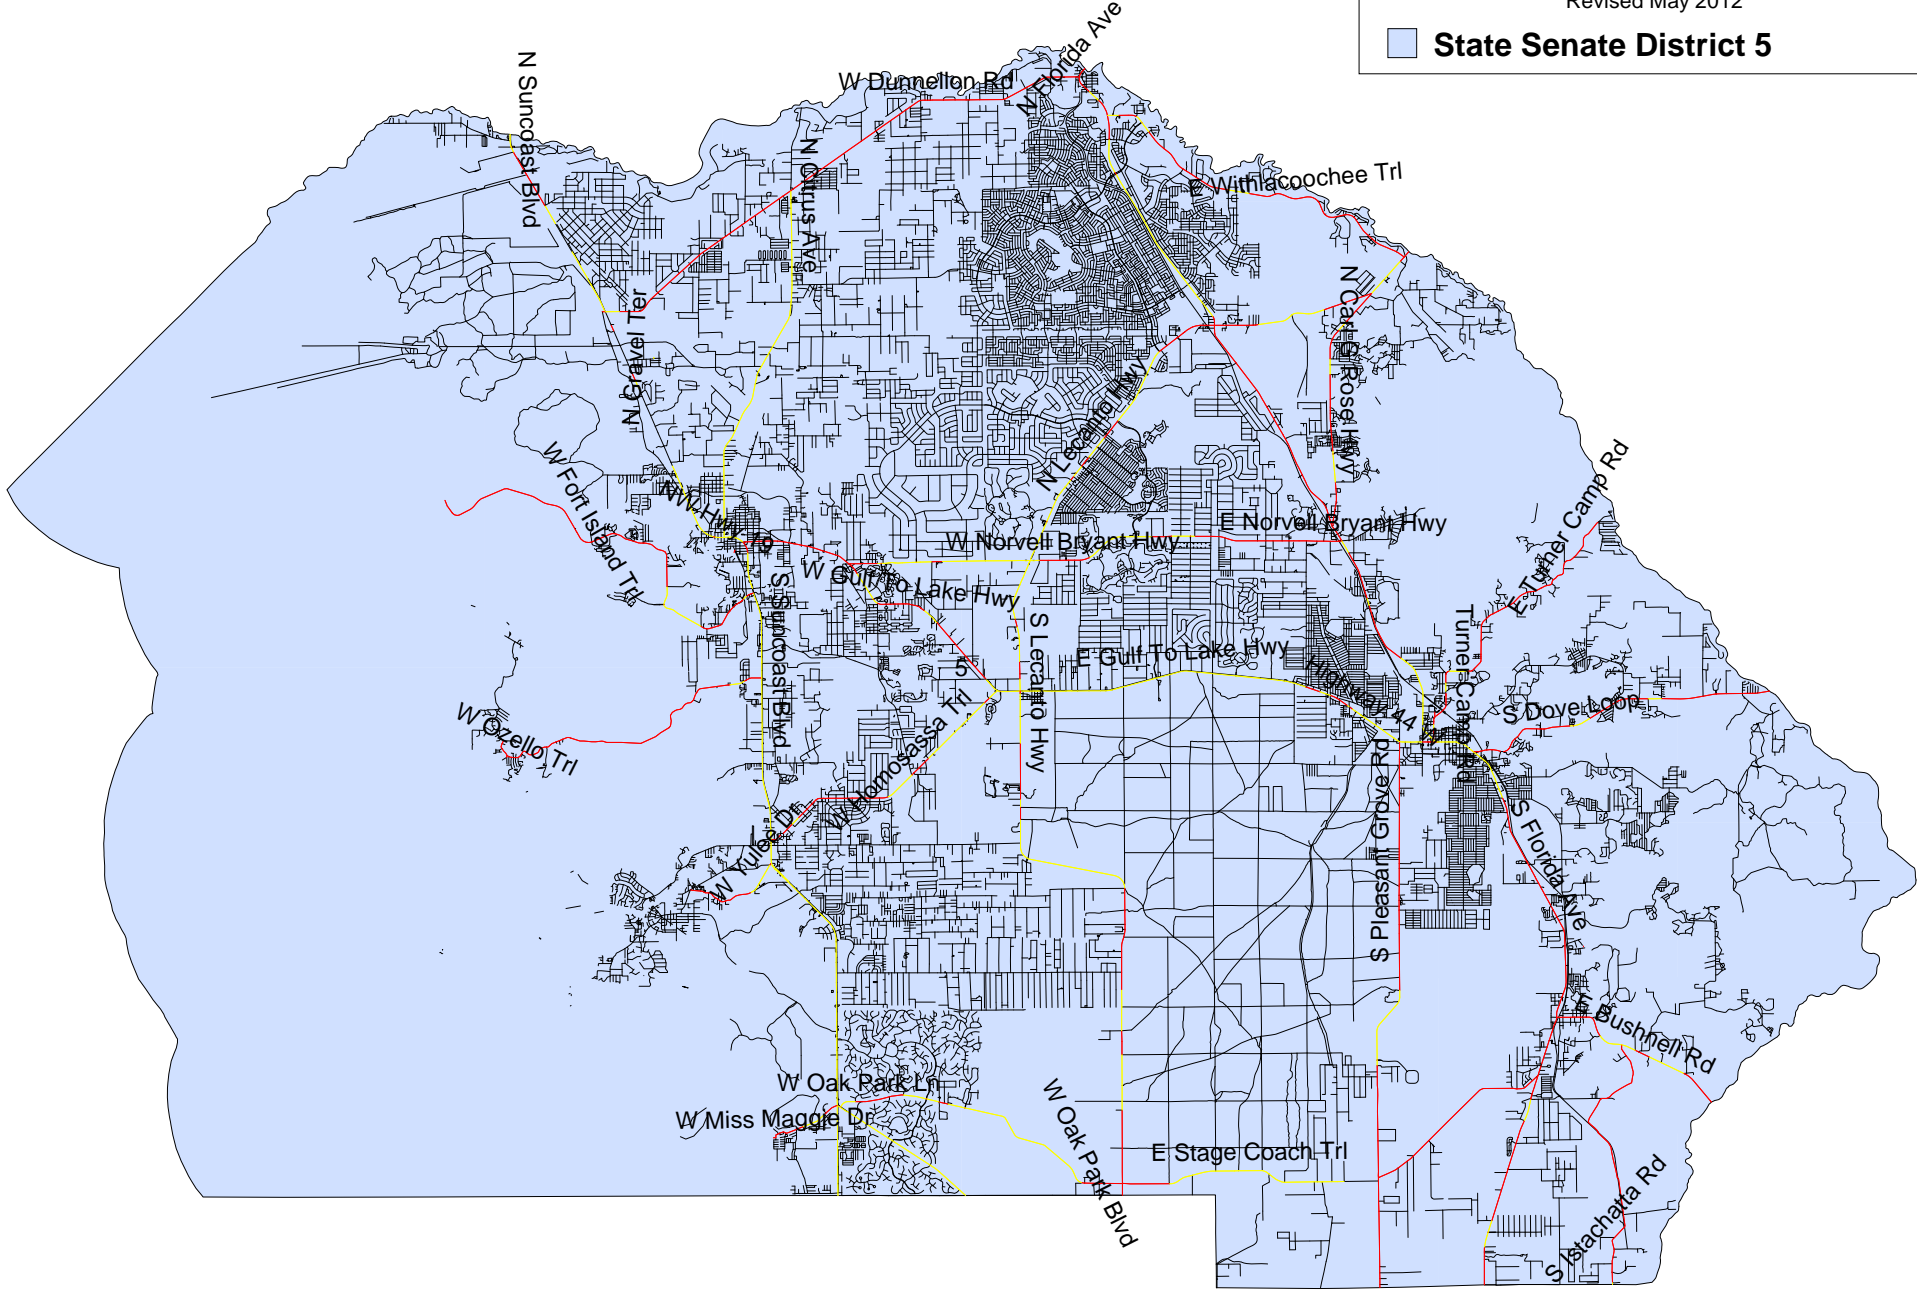 Revised May 2012
State Senate District 5
N Suncoast Blvd
W Dunnellon Rd
N Florida Ave
N Citrus Ave
E Withlacoochee Trl
N Gravel Ter
N Carl G Rose Hwy
N Lecanto Hwy
W Fort Island Trl
N W Hwy 19
E Norvell Bryant Hwy
W Norvell Bryant Hwy
E Turner Camp Rd
W Gulf To Lake Hwy
S Suncoast Blvd
S Lecanto Hwy
E Gulf To Lake Hwy
5
Highway 44
Turner Camp Rd
S Dove Loop
W Ozello Trl
W Homosassa Trl
S Pleasant Grove Rd
W Yulee Dr
S Florida Ave
E Bushnell Rd
W Oak Park Ln
W Miss Maggie Dr
W Oak Park Blvd
E Stage Coach Trl
S Istachatta Rd